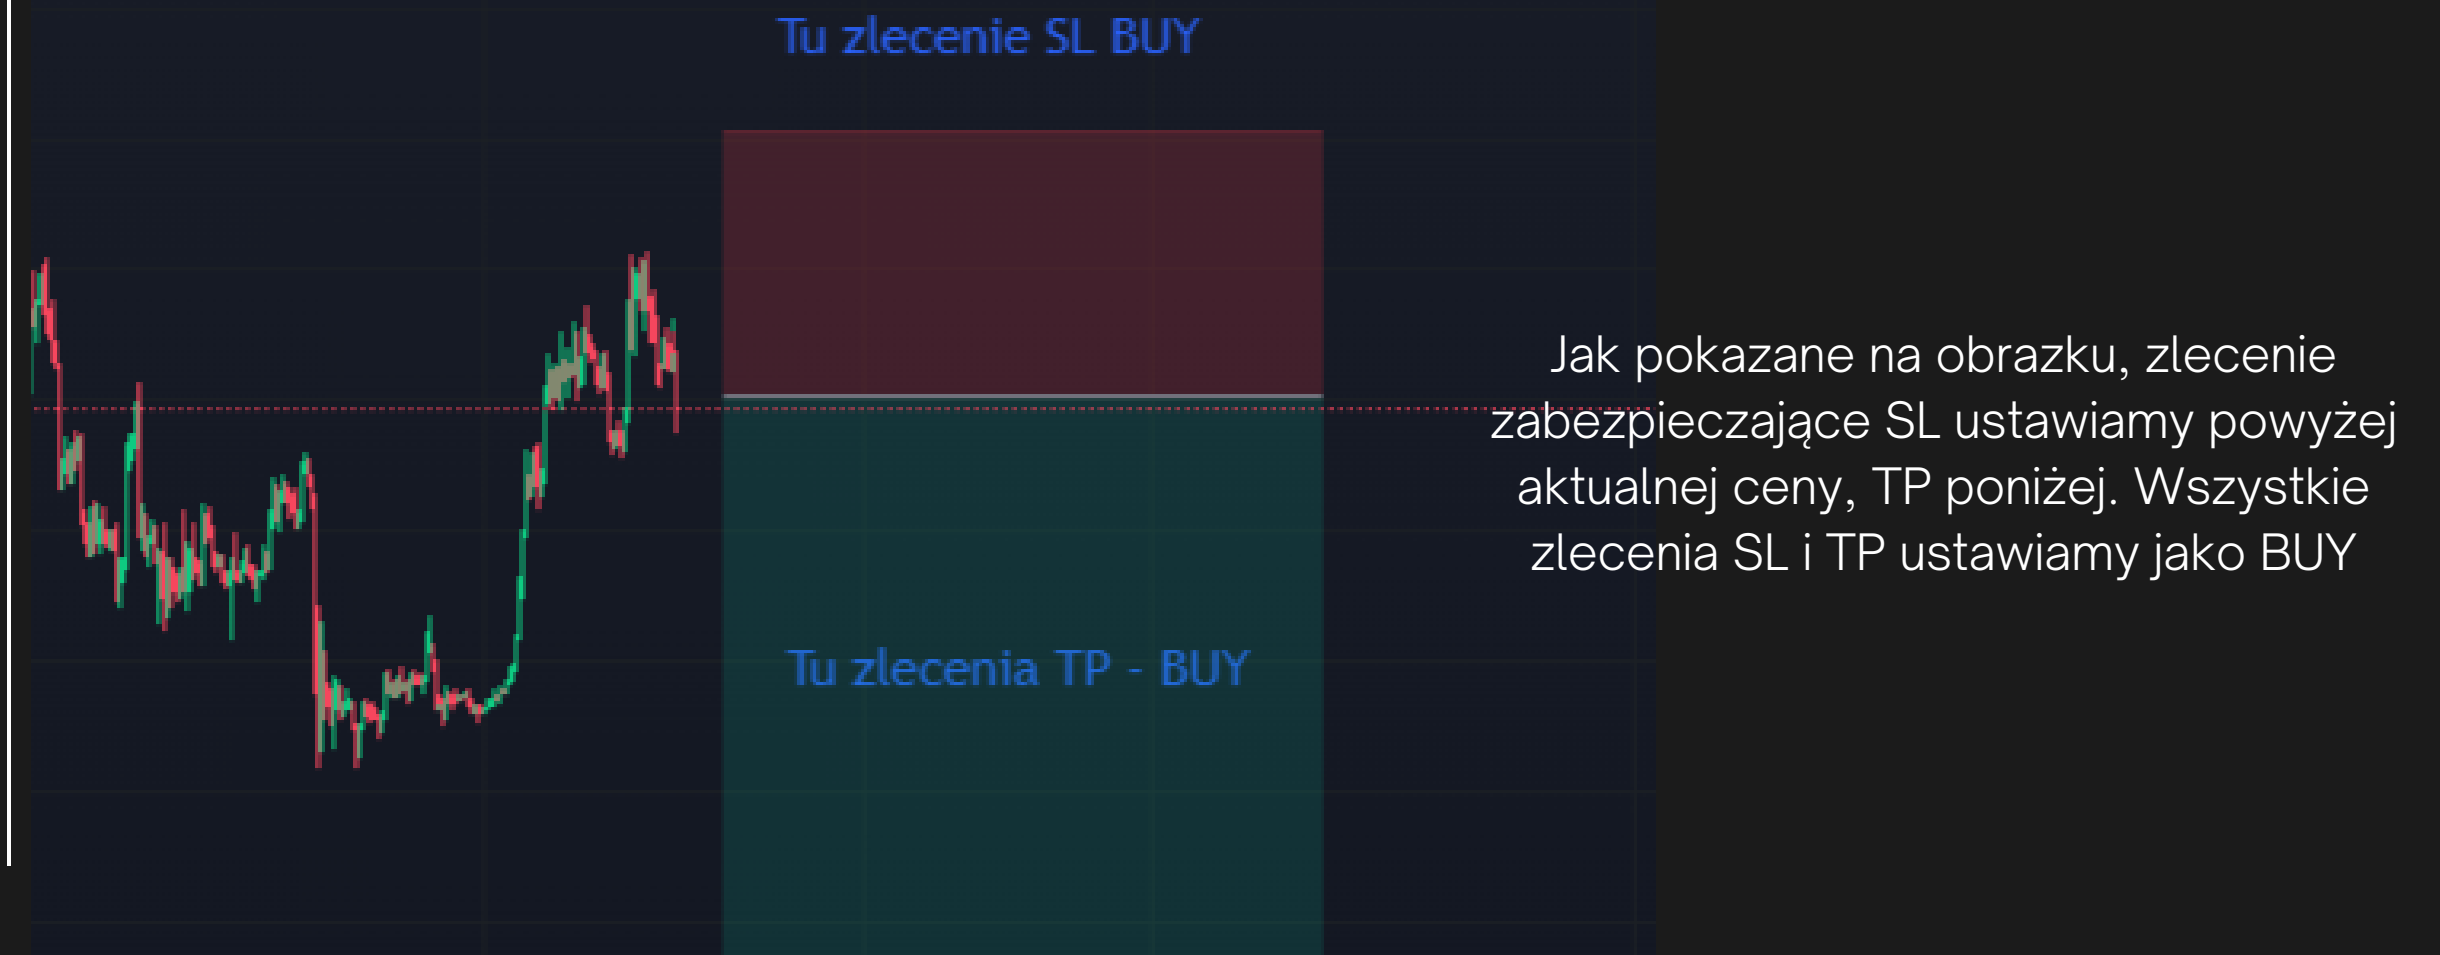 Tu zlecenie SL BUY
Jak pokazane na obrazku, zlecenie
zabezpieczające SL ustawiamy powyżej
aktualnej ceny, TP poniżej. Wszystkie
zlecenia SL i TP ustawiamy jako BUY
Tu zlecenia TP - BUY